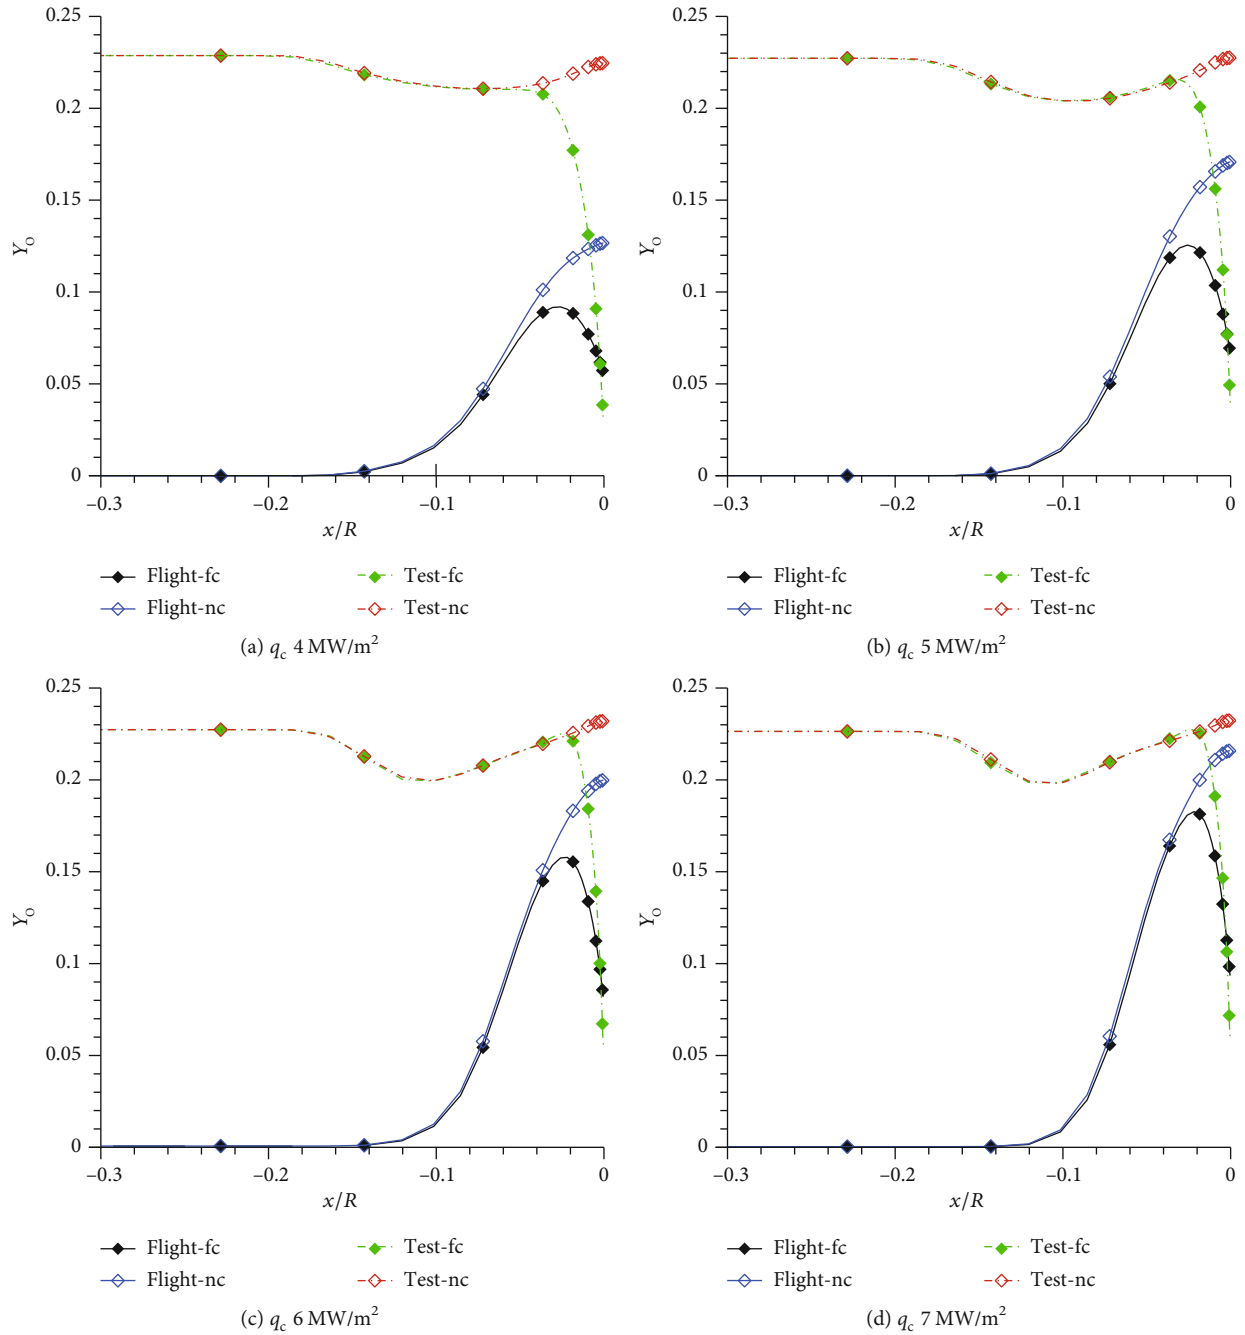 0.25
0.2
0.15
Y_O
0.1
0.05
0
–0.3
–0.2
–0.1
0
x/R
Flight-fc
Test-fc
Flight-nc
Test-nc
(a) q_c 4 MW/m²
0.25
0.2
0.15
Y_O
0.1
0.05
0
–0.3
–0.2
–0.1
0
x/R
Flight-fc
Test-fc
Flight-nc
Test-nc
(b) q_c 5 MW/m²
0.25
0.2
0.15
Y_O
0.1
0.05
0
–0.3
–0.2
–0.1
0
x/R
Flight-fc
Test-fc
Flight-nc
Test-nc
(c) q_c 6 MW/m²
0.25
0.2
0.15
Y_O
0.1
0.05
0
–0.3
–0.2
–0.1
0
x/R
Flight-fc
Test-fc
Flight-nc
Test-nc
(d) q_c 7 MW/m²